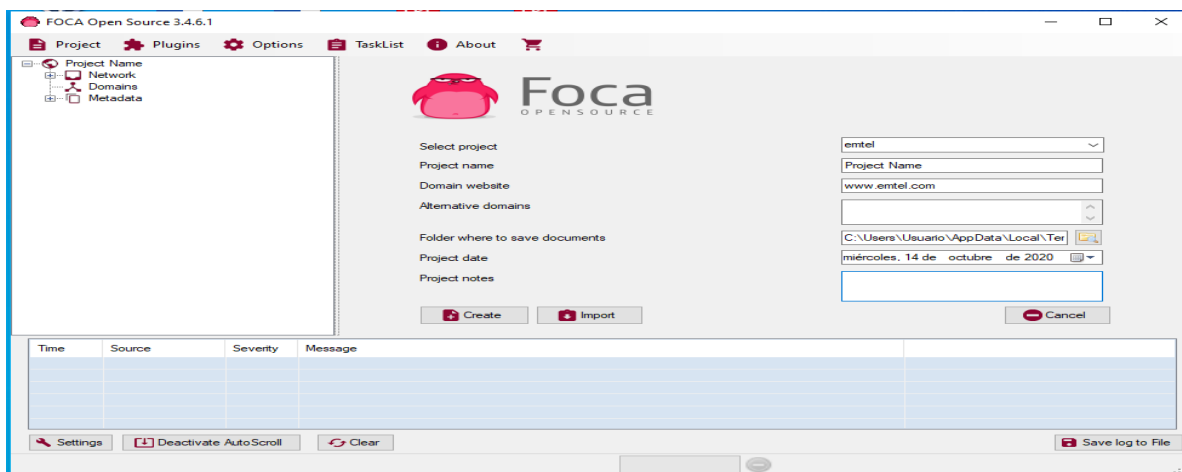 FOCA Open Source 3.4.6.1
Project Plugins Options TaskList About
Project Name
Network
Domains
Metadata
Foca
OPENSOURCE
Select project emtel
Project name Project Name
Domain website www.emtel.com
Alternative domains
Folder where to save documents C:\Users\Usuario\AppData\Local\Ter
Project date miércoles, 14 de octubre de 2020
Project notes
Create Import Cancel
Time Source Severity Message
Settings Deactivate AutoScroll Clear Save log to File